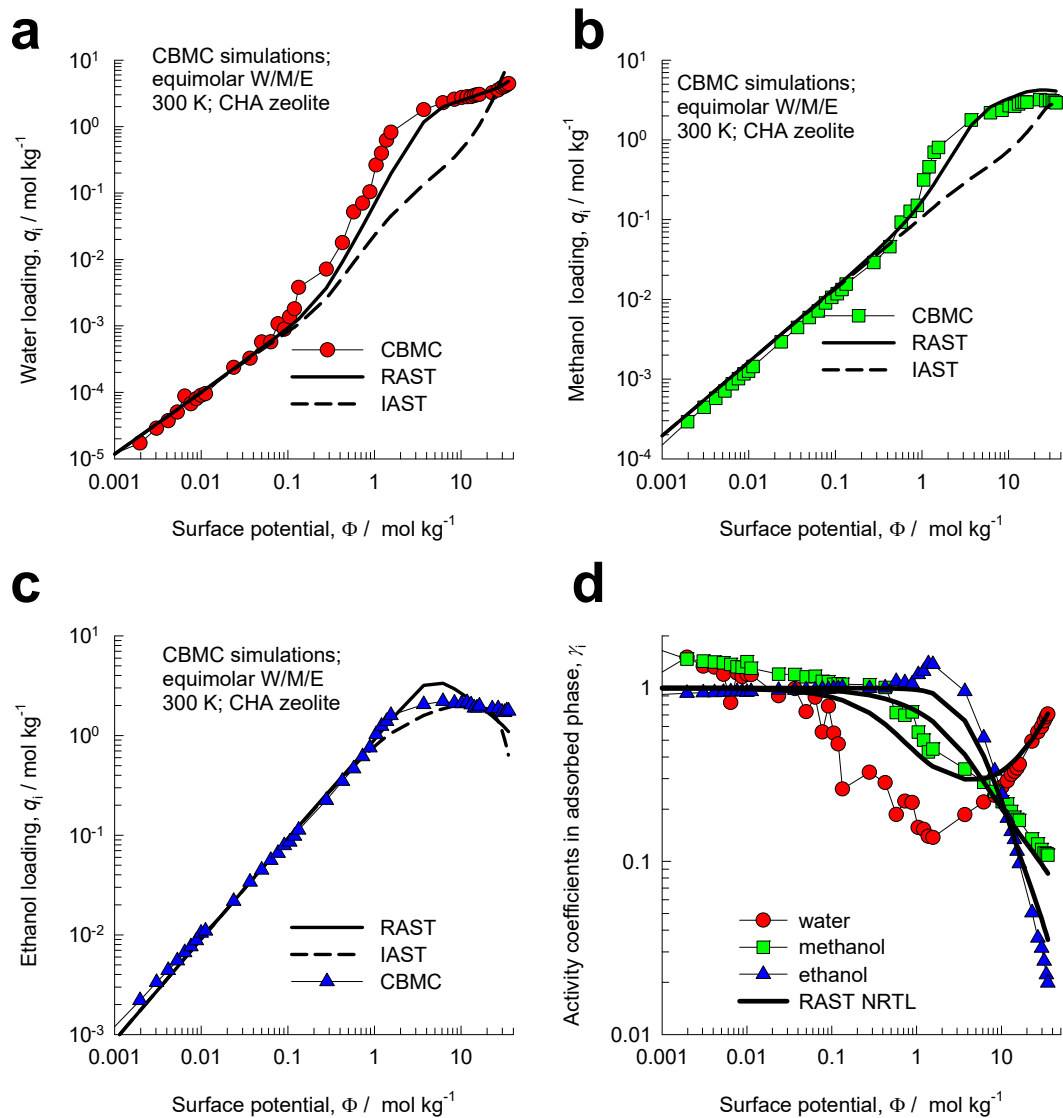 a
CBMC simulations;
equimolar W/M/E
300 K; CHA zeolite
Water loading, qᵢ / mol kg⁻¹
10¹
10⁰
10⁻¹
10⁻²
10⁻³
10⁻⁴
10⁻⁵
CBMC
RAST
IAST
0.001 0.01 0.1 1 10
Surface potential, Φ / mol kg⁻¹
b
CBMC simulations;
equimolar W/M/E
300 K; CHA zeolite
Methanol loading, qᵢ / mol kg⁻¹
10¹
10⁰
10⁻¹
10⁻²
10⁻³
10⁻⁴
CBMC
RAST
IAST
0.001 0.01 0.1 1 10
Surface potential, Φ / mol kg⁻¹
c
CBMC simulations;
equimolar W/M/E
300 K; CHA zeolite
Ethanol loading, qᵢ / mol kg⁻¹
10¹
10⁰
10⁻¹
10⁻²
10⁻³
RAST
IAST
CBMC
0.001 0.01 0.1 1 10
Surface potential, Φ / mol kg⁻¹
d
Activity coefficients in adsorbed phase, γᵢ
1
0.1
0.01
water
methanol
ethanol
RAST NRTL
0.001 0.01 0.1 1 10
Surface potential, Φ / mol kg⁻¹